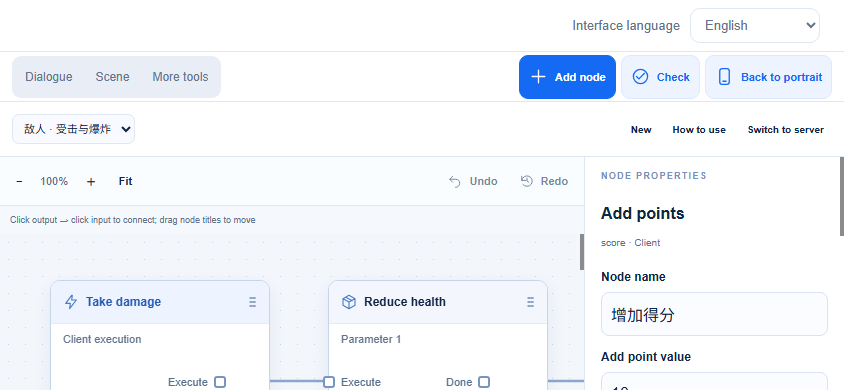 Interface language English
Dialogue Scene More tools Add node Check Back to portrait
敌人 · 受击与爆炸 New How to use Switch to server
− 100% + Fit Undo Redo
NODE PROPERTIES
Click output → click input to connect; drag node titles to move
Add points
score · Client
Node name
增加得分
Add point value
Take damage
Client execution
Execute
Reduce health
Parameter 1
Execute Done